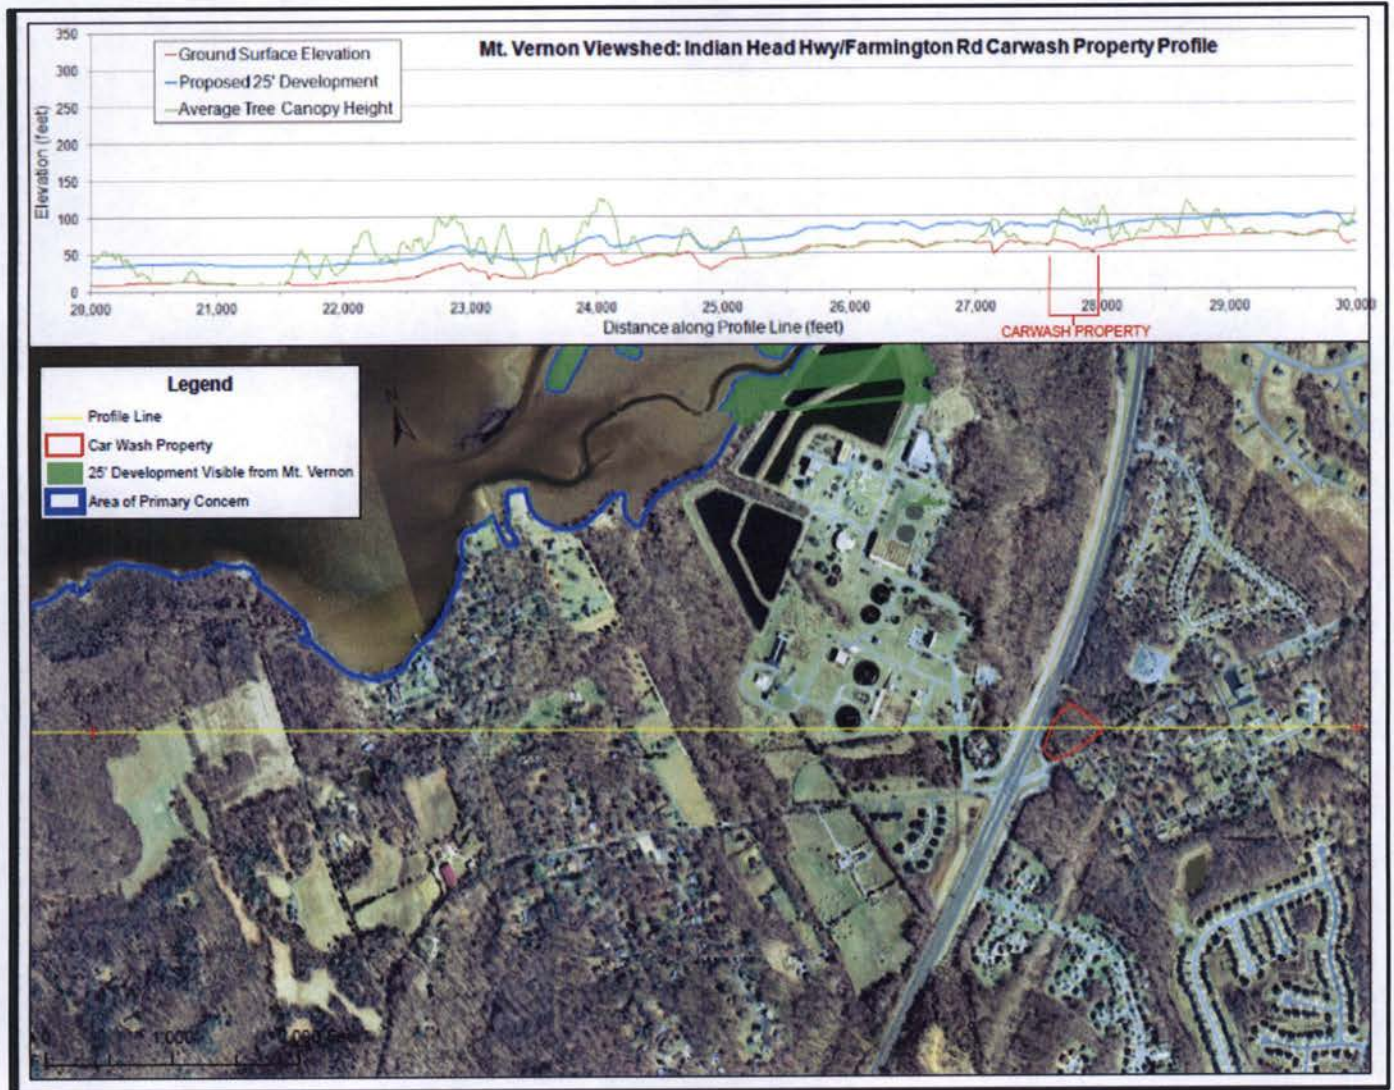 Mt. Vernon Viewshed: Indian Head Hwy/Farmington Rd Carwash Property Profile
Ground Surface Elevation
Proposed 25' Development
Average Tree Canopy Height
Elevation (feet)
350
300
250
200
150
100
50
0
20,000 21,000 22,000 23,000 24,000 25,000 26,000 27,000 28,000 29,000 30,000
Distance along Profile Line (feet)
CARWASH PROPERTY
Legend
Profile Line
Car Wash Property
25' Development Visible from Mt. Vernon
Area of Primary Concern
N
0 1,000